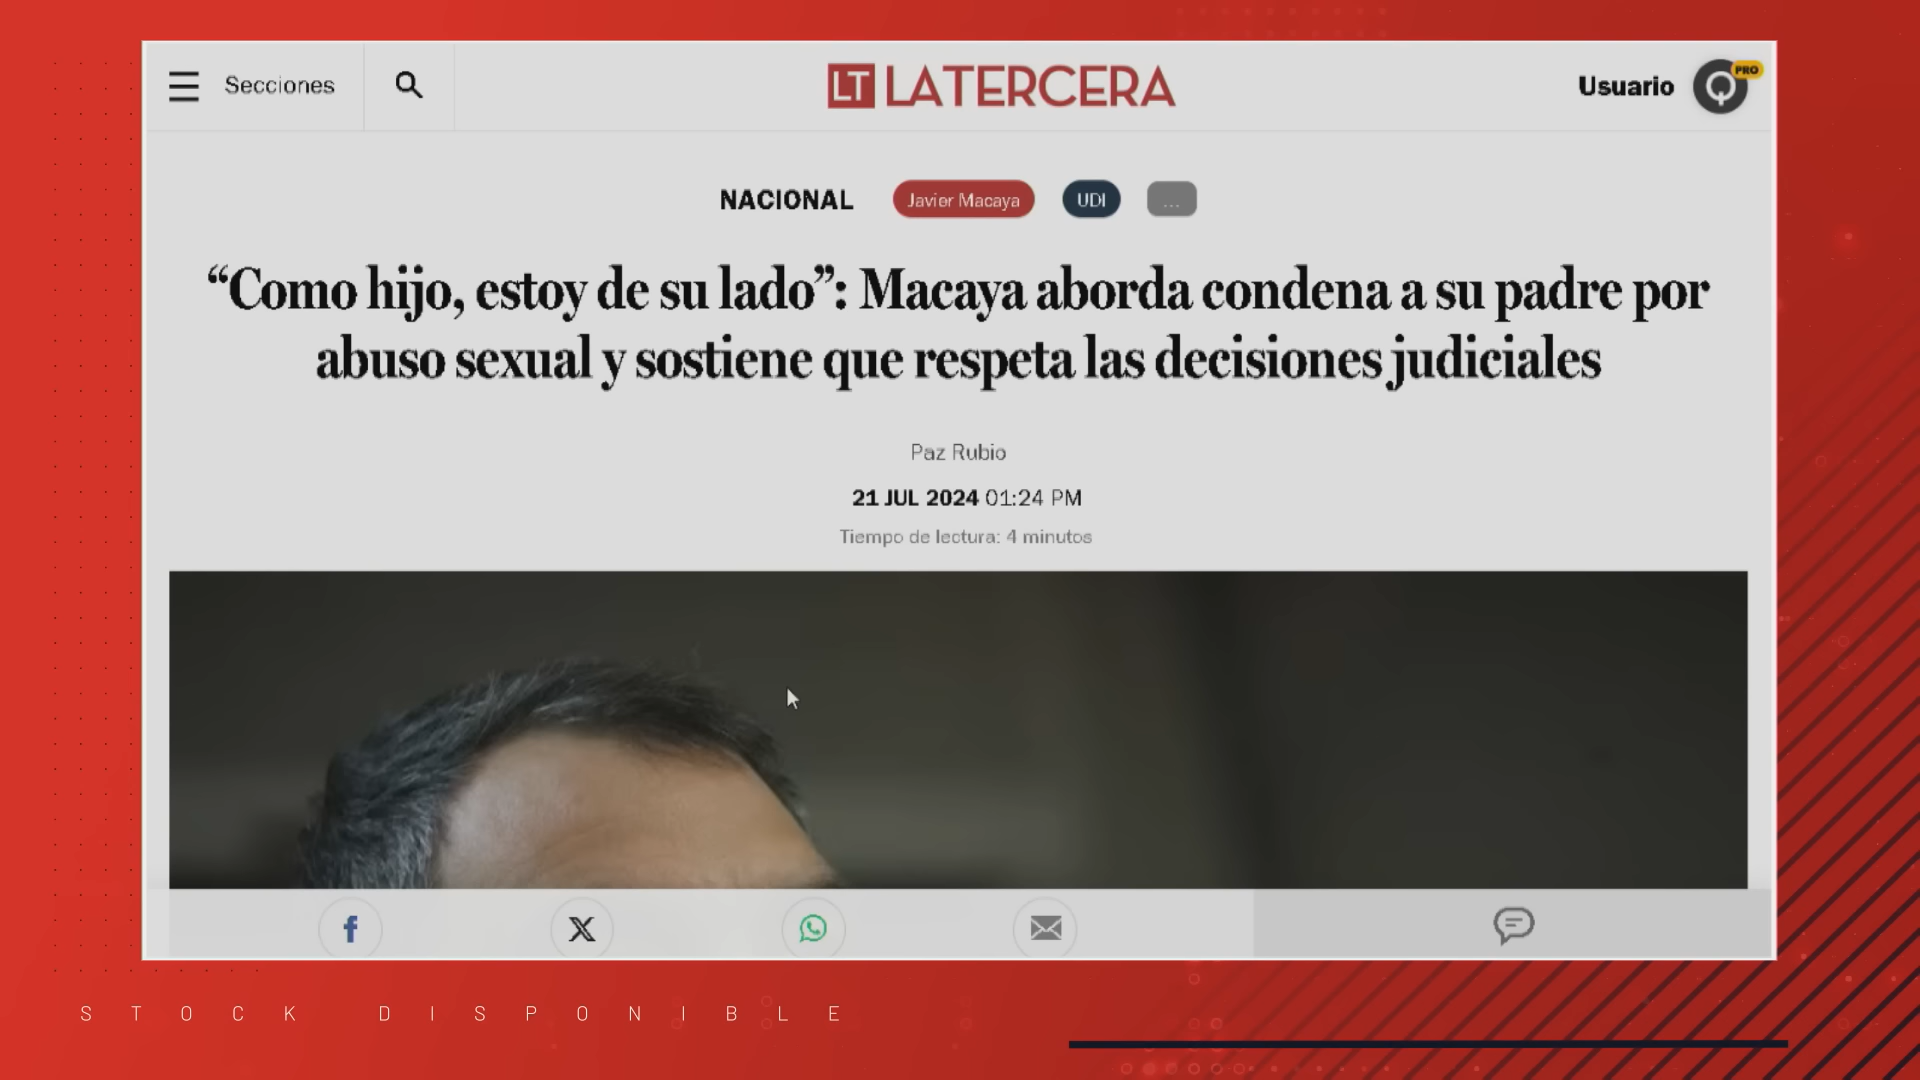 Secciones
LT LATERCERA
Usuario
PRO
NACIONAL
Javier Macaya
UDI
...
“Como hijo, estoy de su lado”: Macaya aborda condena a su padre por
abuso sexual y sostiene que respeta las decisiones judiciales
Paz Rubio
21 JUL 2024 01:24 PM
Tiempo de lectura: 4 minutos
STOCK DISPONIBLE